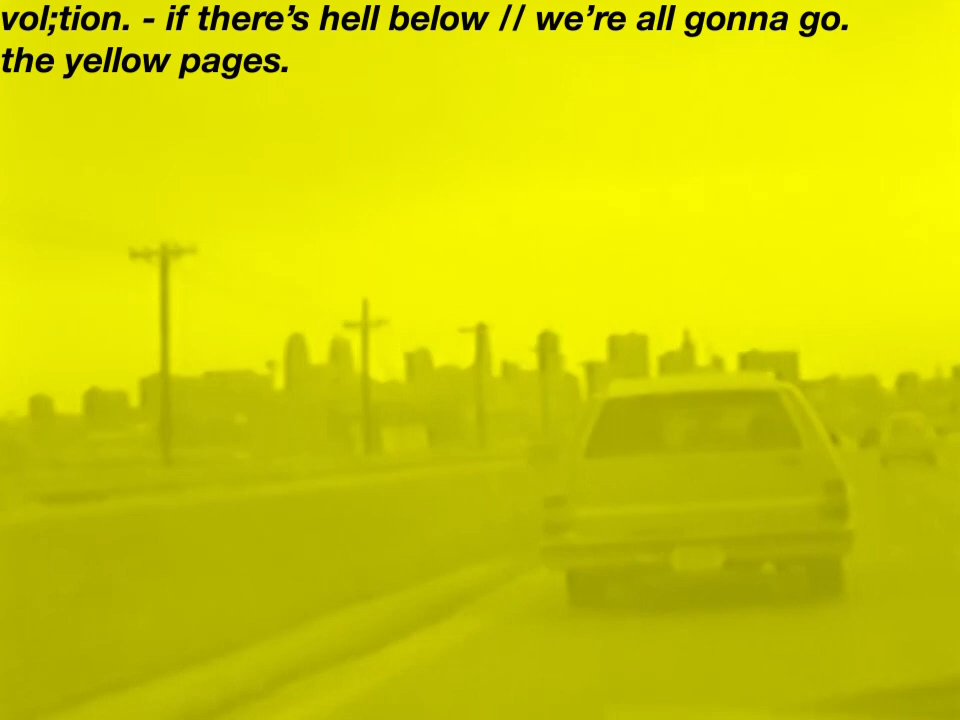 vol;tion. - if there’s hell below // we’re all gonna go.
the yellow pages.